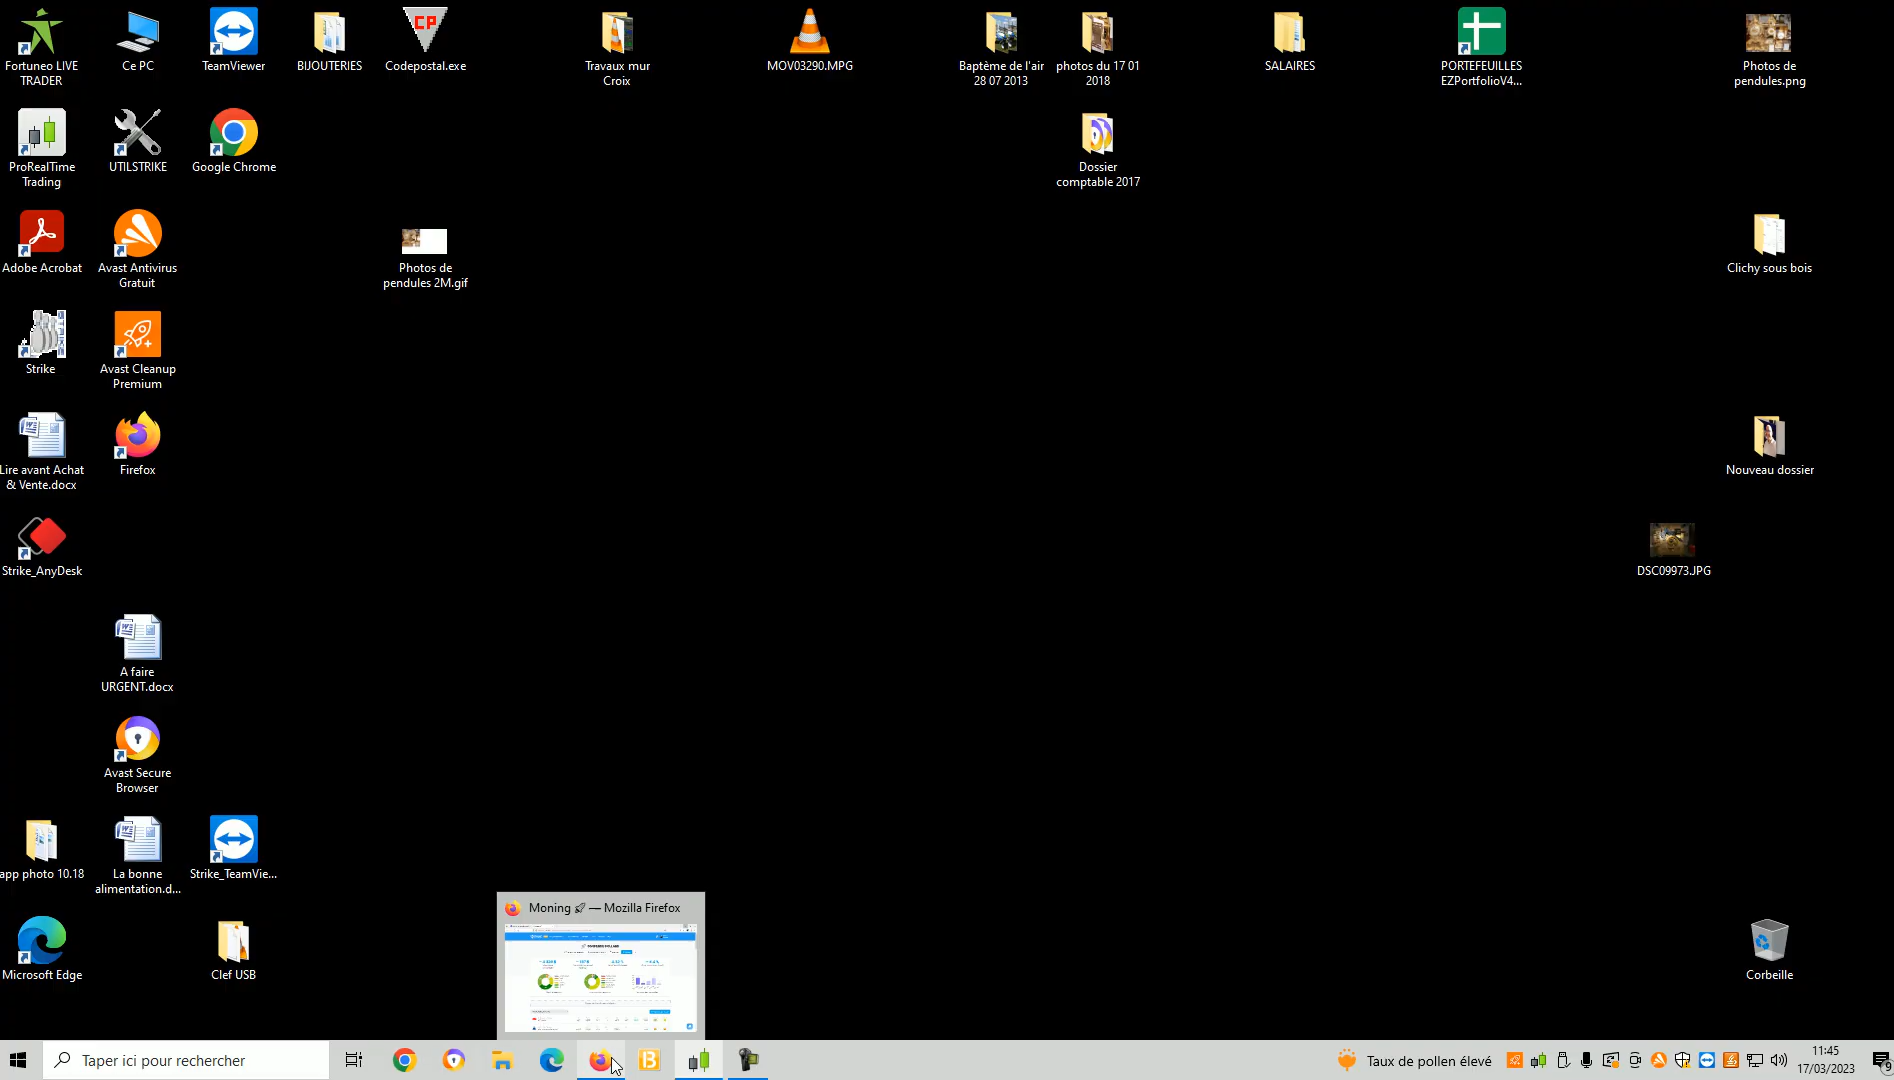 Fortuneo LIVE
TRADER
Ce PC
TeamViewer
BIJOUTERIES
CP
Codepostal.exe
Travaux mur
Croix
MOV03290.MPG
Baptème de l'air
28 07 2013
photos du 17 01
2018
SALAIRES
PORTEFEUILLES
EZPortfolioV4...
Photos de
pendules.png
ProRealTime
Trading
UTILSTRIKE
Google Chrome
Dossier
comptable 2017
Adobe Acrobat
Avast Antivirus
Gratuit
Photos de
pendules 2M.gif
Clichy sous bois
Strike
Avast Cleanup
Premium
Lire avant Achat
& Vente.docx
Firefox
Nouveau dossier
Strike_AnyDesk
DSC09973.JPG
A faire
URGENT.docx
Avast Secure
Browser
app photo 10.18
La bonne
alimentation.d...
Strike_TeamVie...
Microsoft Edge
Clef USB
Moning 🚀 — Mozilla Firefox
Corbeille
Taper ici pour rechercher
B
Taux de pollen élevé
11:45
17/03/2023
9